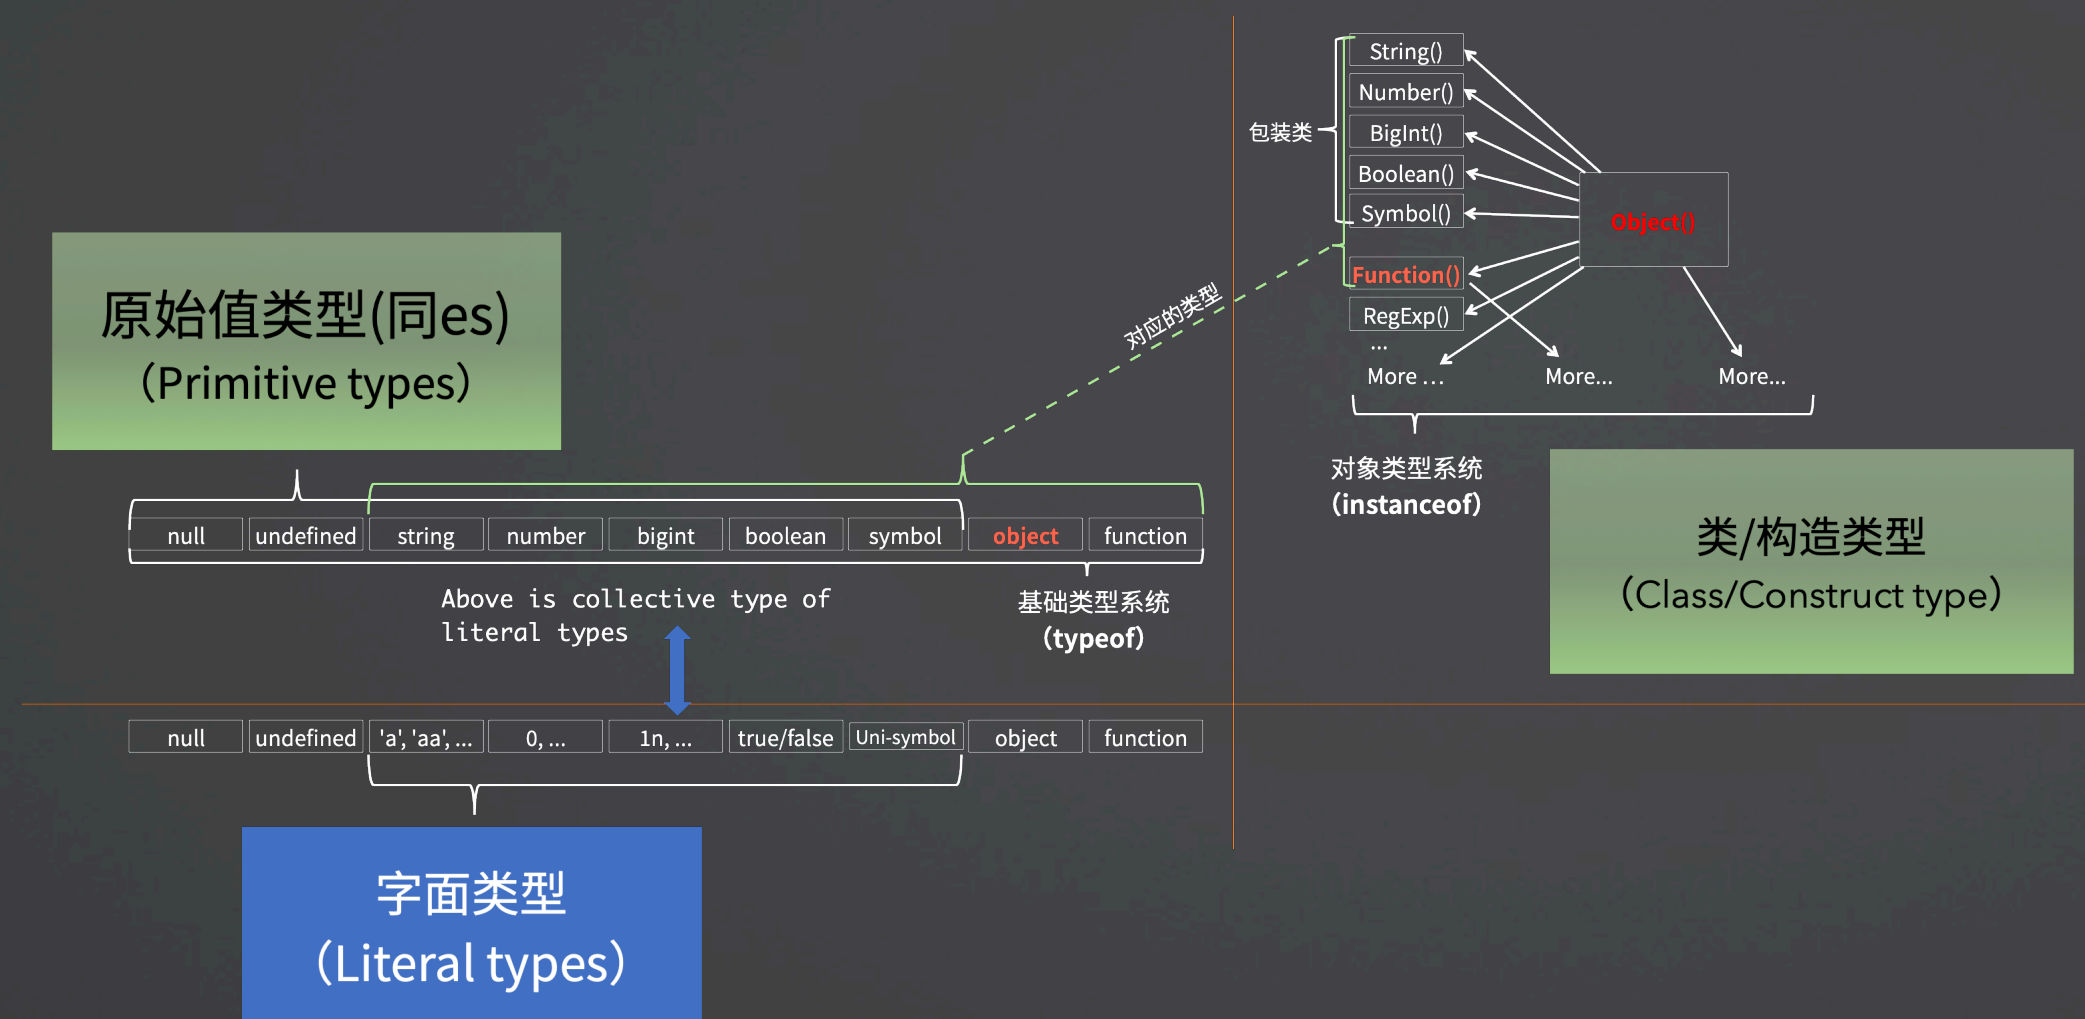 原始值类型(同es)
（Primitive types）
null
undefined
string
number
bigint
boolean
symbol
object
function
Above is collective type of
literal types
基础类型系统
（typeof）
null
undefined
'a', 'aa', ...
0, ...
1n, ...
true/false
Uni-symbol
object
function
字面类型
（Literal types）
对应的类型
包装类
String()
Number()
BigInt()
Boolean()
Symbol()
Function()
RegExp()
...
More ...
More...
More...
Object()
对象类型系统
（instanceof）
类/构造类型
（Class/Construct type）